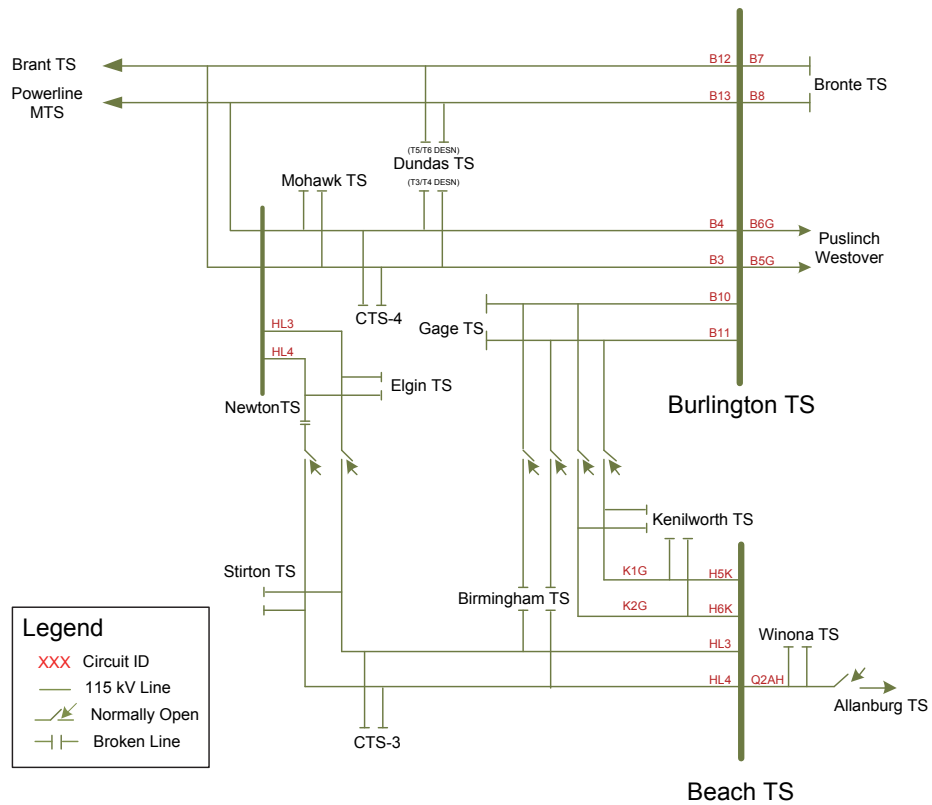 Brant TS
B12
B7
Powerline
MTS
B13
B8
Bronte TS
(T5/T6 DESN)
Dundas TS
(T3/T4 DESN)
Mohawk TS
B4
B6G
Puslinch
Westover
B3
B5G
CTS-4
B10
Gage TS
B11
HL3
HL4
Elgin TS
NewtonTS
Burlington TS
Kenilworth TS
Stirton TS
K1G
H5K
Birmingham TS
K2G
H6K
Winona TS
HL3
HL4
Q2AH
Allanburg TS
CTS-3
Beach TS
Legend
XXX Circuit ID
115 kV Line
Normally Open
Broken Line